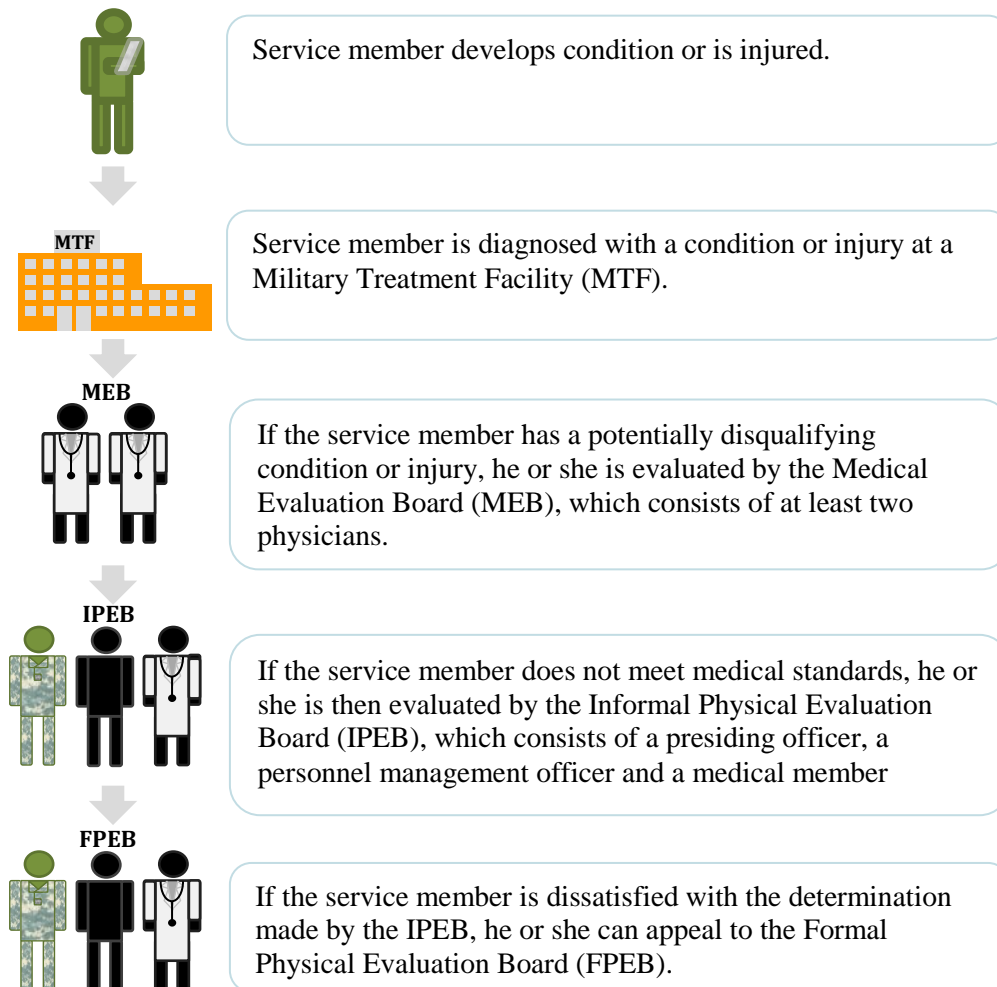 Service member develops condition or is injured.
MTF
Service member is diagnosed with a condition or injury at a
Military Treatment Facility (MTF).
MEB
If the service member has a potentially disqualifying
condition or injury, he or she is evaluated by the Medical
Evaluation Board (MEB), which consists of at least two
physicians.
IPEB
If the service member does not meet medical standards, he or
she is then evaluated by the Informal Physical Evaluation
Board (IPEB), which consists of a presiding officer, a
personnel management officer and a medical member
FPEB
If the service member is dissatisfied with the determination
made by the IPEB, he or she can appeal to the Formal
Physical Evaluation Board (FPEB).